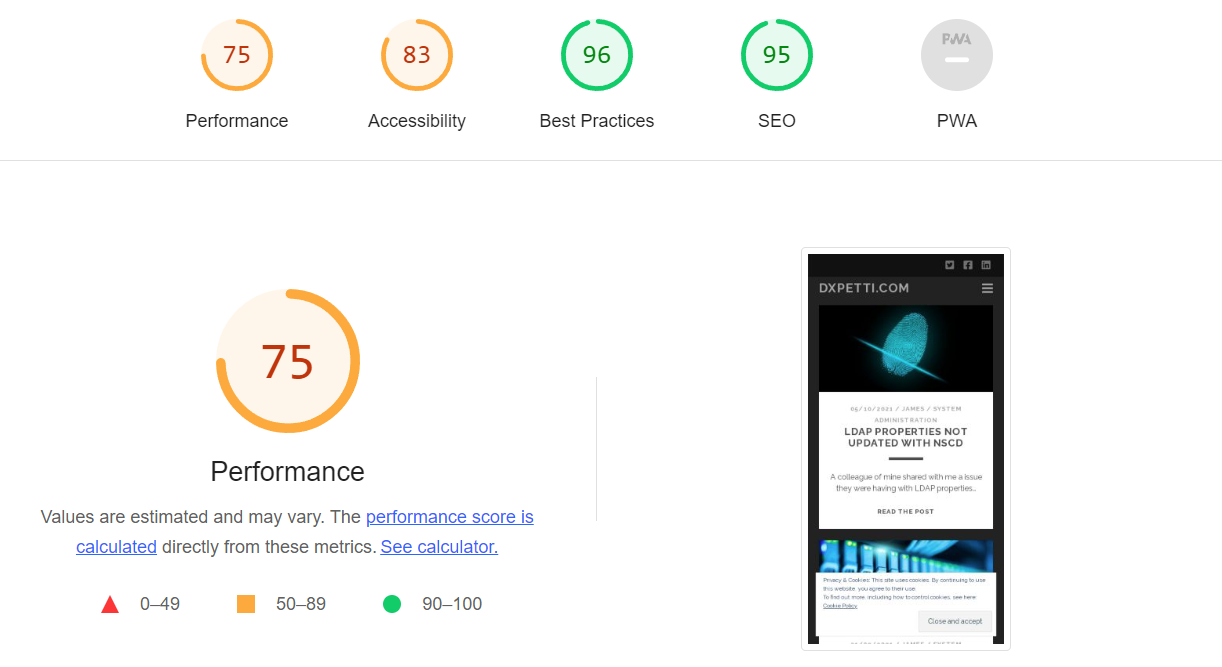 75
83
96
95
PWA
Performance
Accessibility
Best Practices
SEO
PWA
75
Performance
Values are estimated and may vary. The performance score is
calculated directly from these metrics. See calculator.
0–49
50–89
90–100
DXPETTI.COM
05/10/2021 / JAMES / SYSTEM
ADMINISTRATION
LDAP PROPERTIES NOT
UPDATED WITH NSCD
A colleague of mine shared with me a issue
they were having with LDAP properties..
READ THE POST
Privacy & Cookies: This site uses cookies. By continuing to use
this website, you agree to their use.
To find out more, including how to control cookies, see here:
Cookie Policy
Close and accept